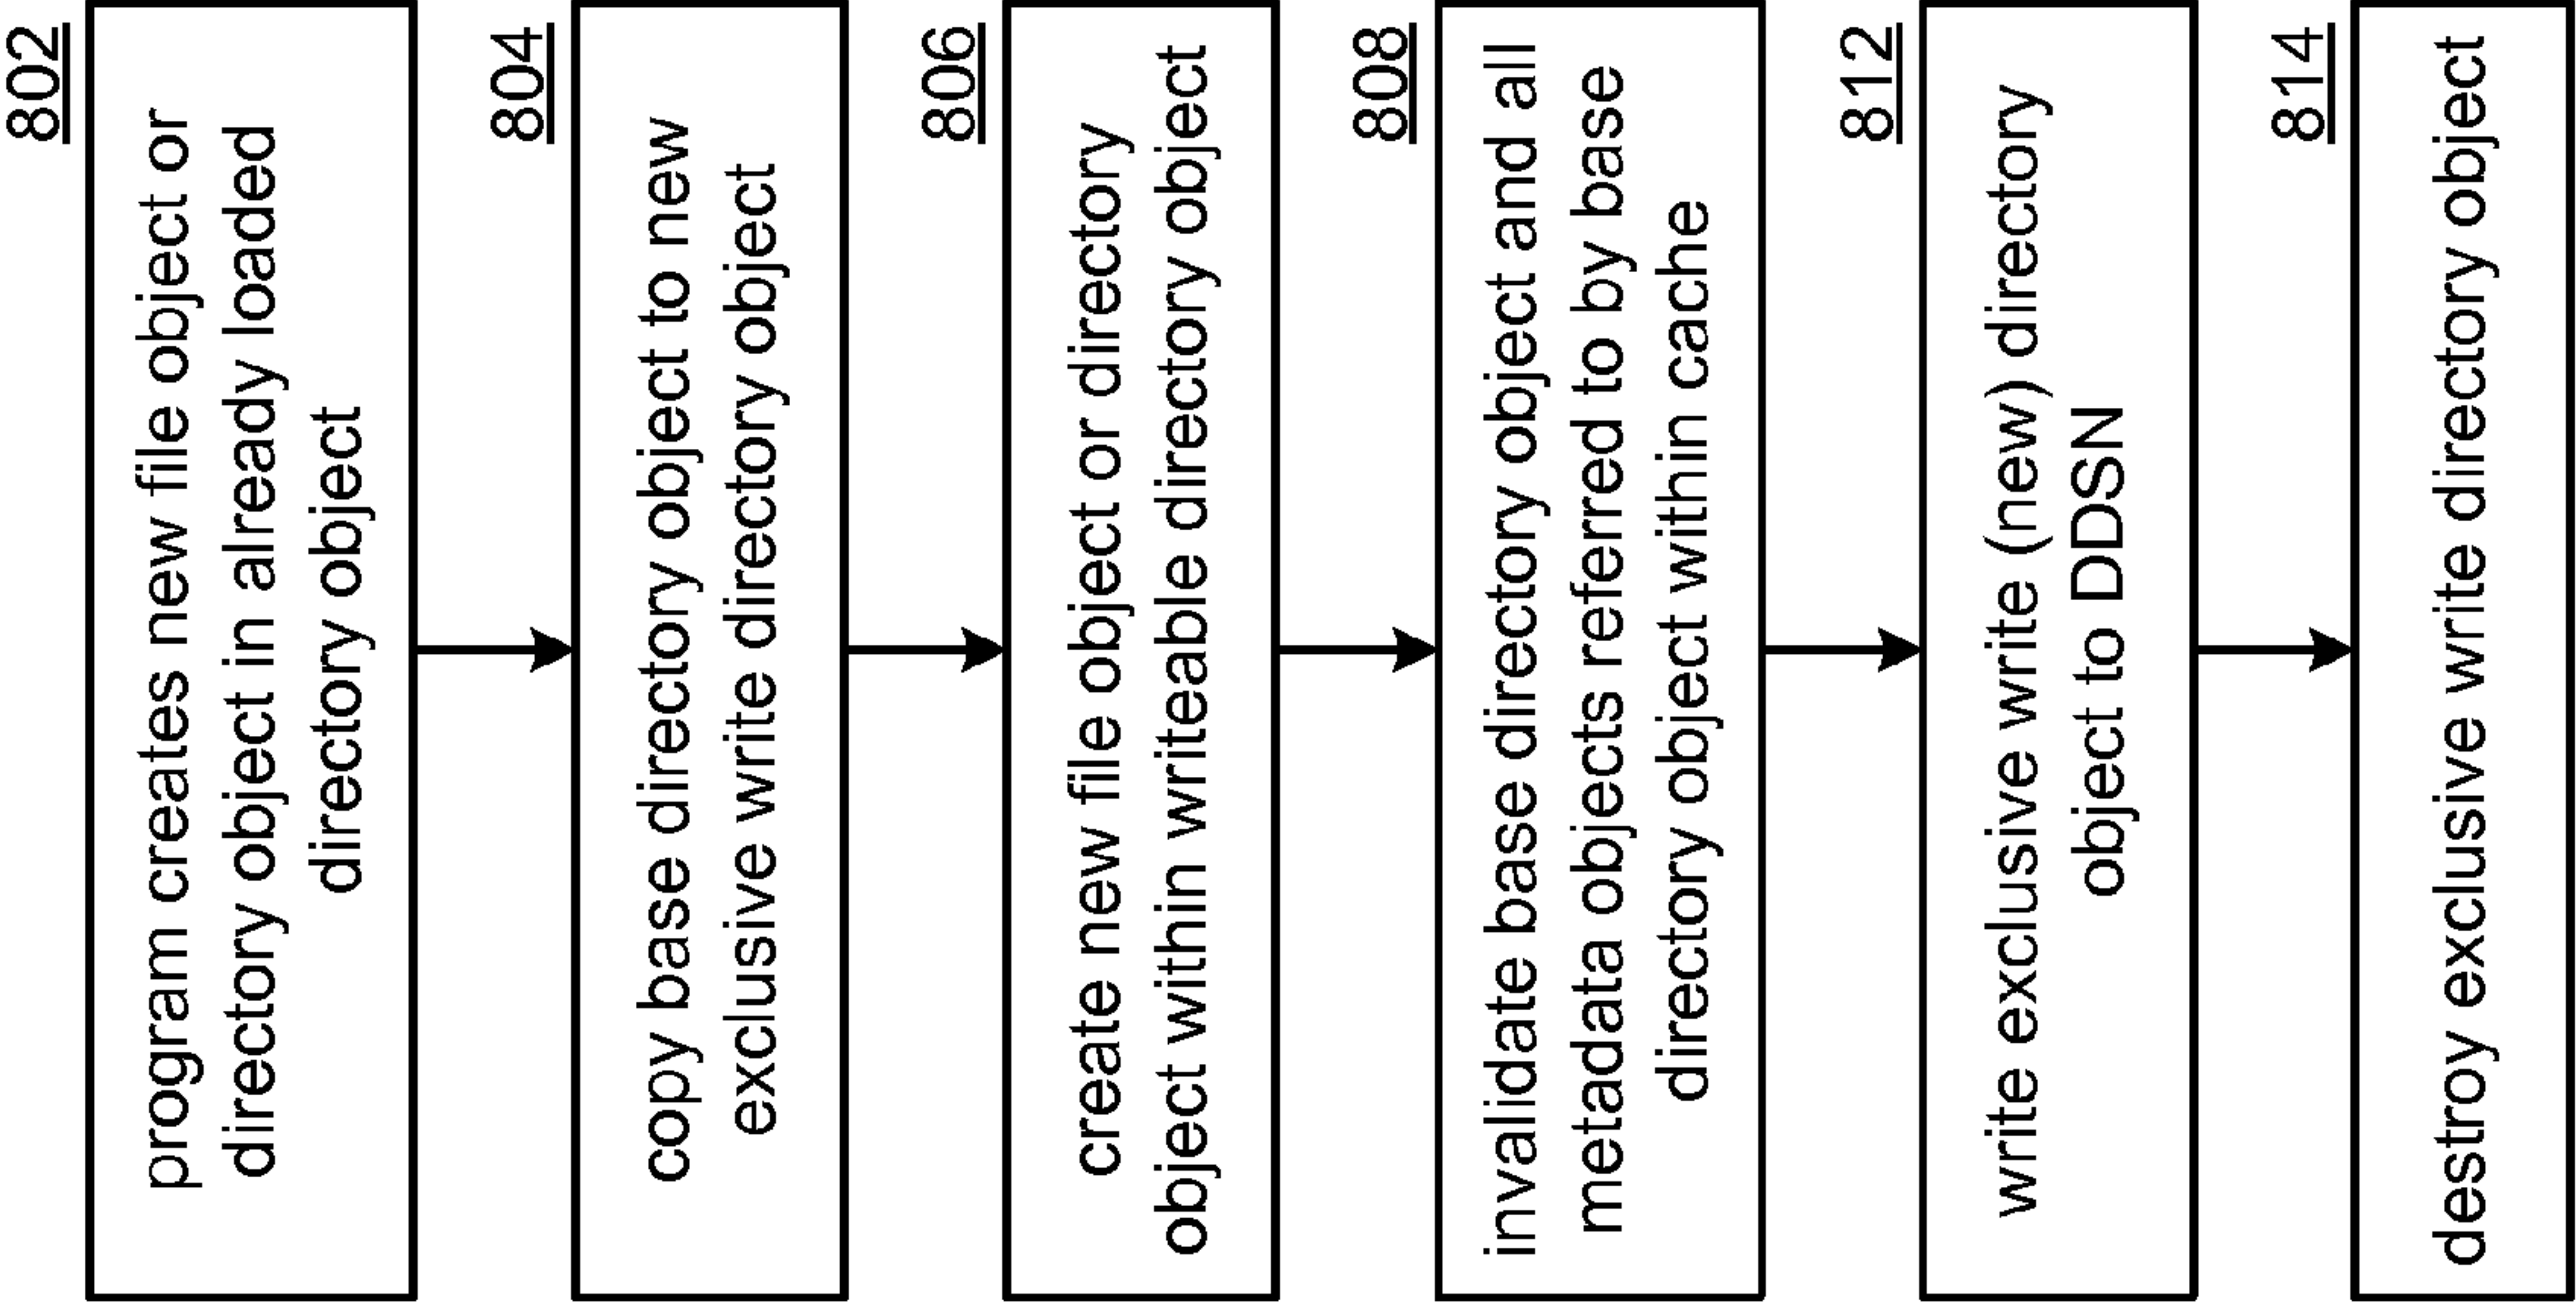 802
program creates new file object or
directory object in already loaded
directory object
804
copy base directory object to new
exclusive write directory object
806
create new file object or directory
object within writeable directory object
808
invalidate base directory object and all
metadata objects referred to by base
directory object within cache
812
write exclusive write (new) directory
object to DDSN
814
destroy exclusive write directory object